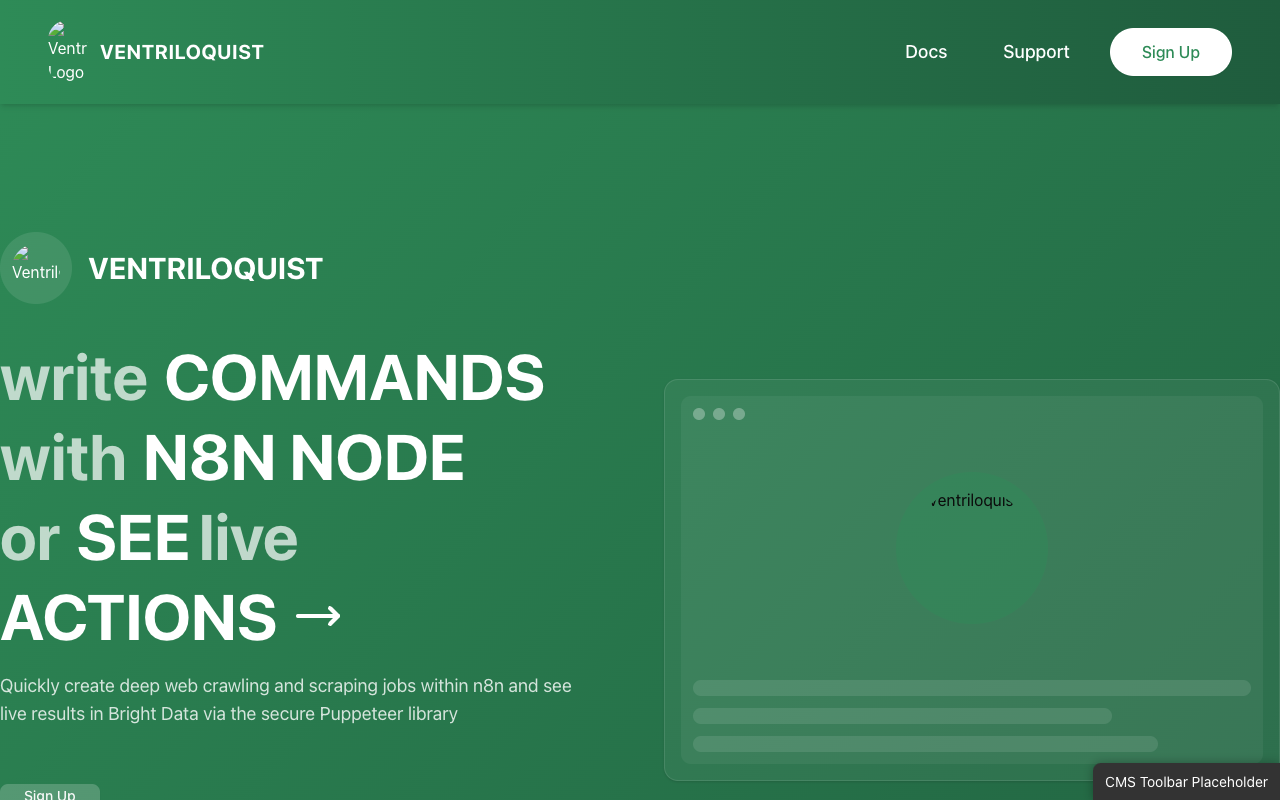 Ventr
Logo
VENTRILOQUIST
Docs
Support
Sign Up
Ventril
VENTRILOQUIST
write COMMANDS
with N8N NODE
or SEE live
ACTIONS →
Quickly create deep web crawling and scraping jobs within n8n and see
live results in Bright Data via the secure Puppeteer library
Ventriloquis
Sign Up
CMS Toolbar Placeholder